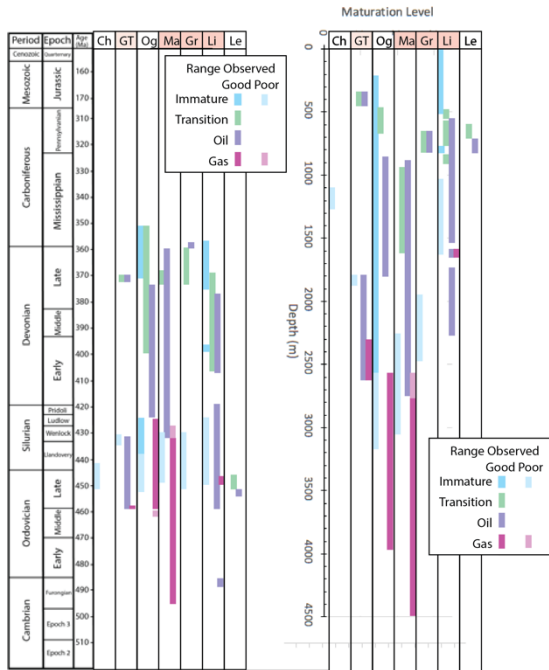 Maturation Level
Period Epoch Age (Ma) Ch GT Og Ma Gr Li Le
Ch GT Og Ma Gr Li Le
Cenozoic Quaternary
Mesozoic Jurassic
160
170
Carboniferous Pennsylvanian
310
320
Mississippian
330
340
350
Devonian Late
360
370
380
Middle
390
Early
400
410
Silurian Pridoli
420
Ludlow
Wenlock
430
Llandovery
440
Ordovician Late
450
Middle
460
Early
470
480
Cambrian Furongian
490
500
Epoch 3
Epoch 2
510
Range Observed
Good Poor
Immature
Transition
Oil
Gas
Depth (m)
0
500
1000
1500
2000
2500
3000
3500
4000
4500
Range Observed
Good Poor
Immature
Transition
Oil
Gas